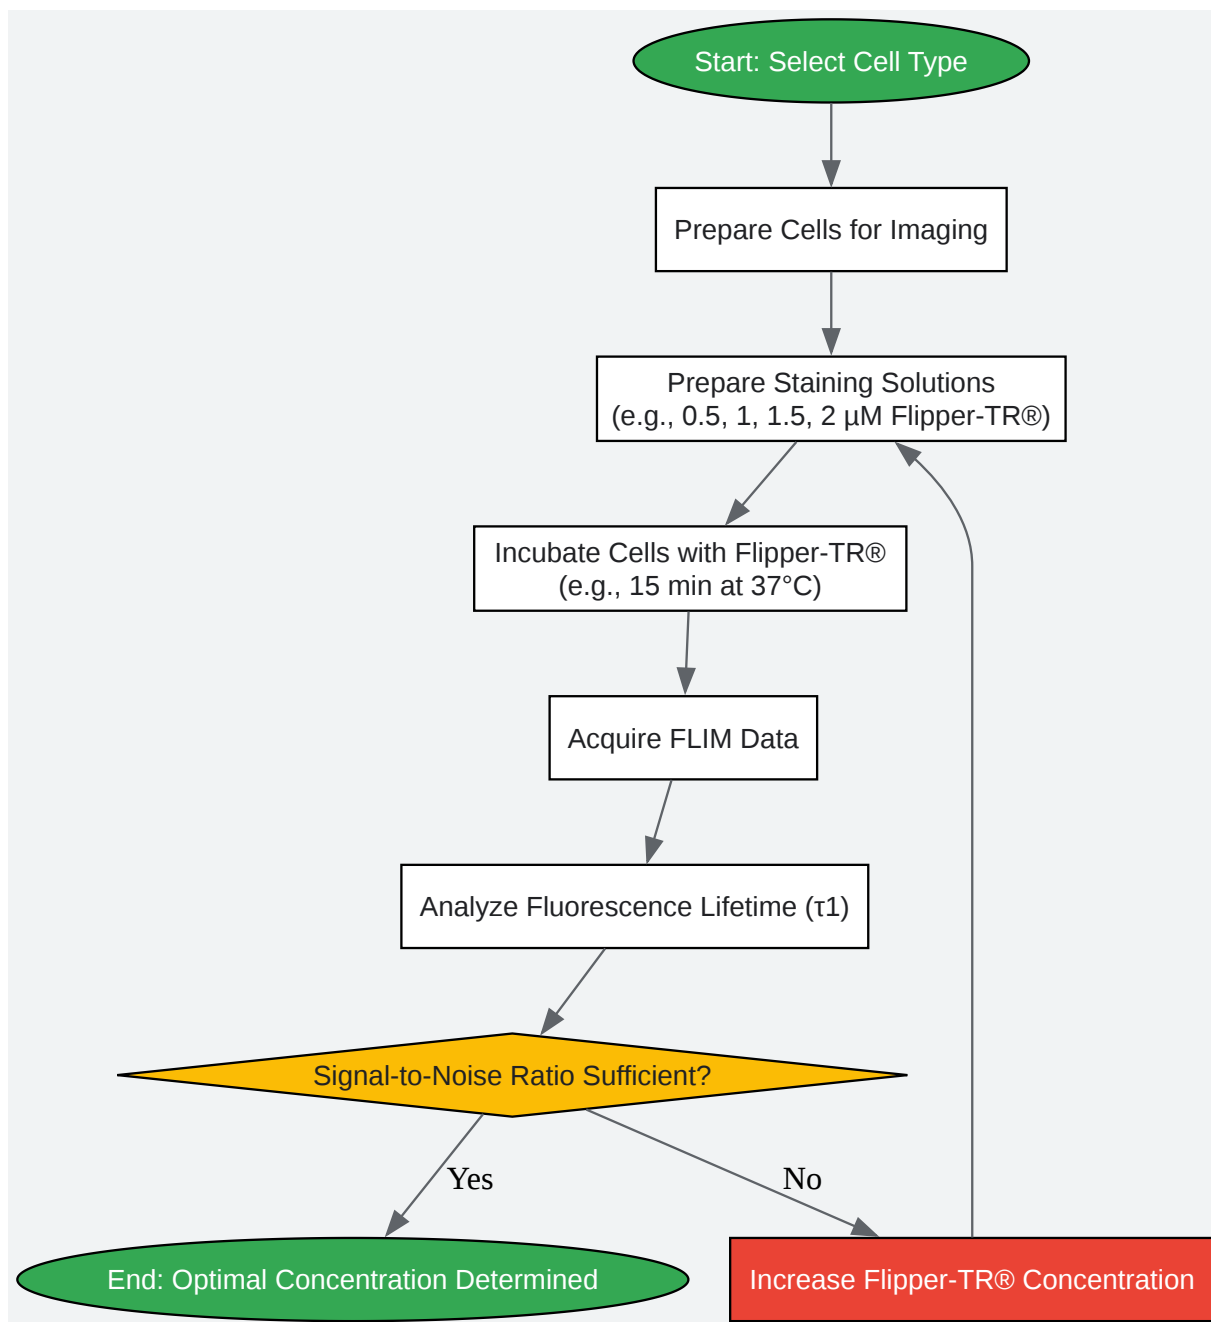 Start: Select Cell Type
Prepare Cells for Imaging
Prepare Staining Solutions
(e.g., 0.5, 1, 1.5, 2 µM Flipper-TR®)
Incubate Cells with Flipper-TR®
(e.g., 15 min at 37°C)
Acquire FLIM Data
Analyze Fluorescence Lifetime (τ1)
Signal-to-Noise Ratio Sufficient?
Yes
No
End: Optimal Concentration Determined
Increase Flipper-TR® Concentration